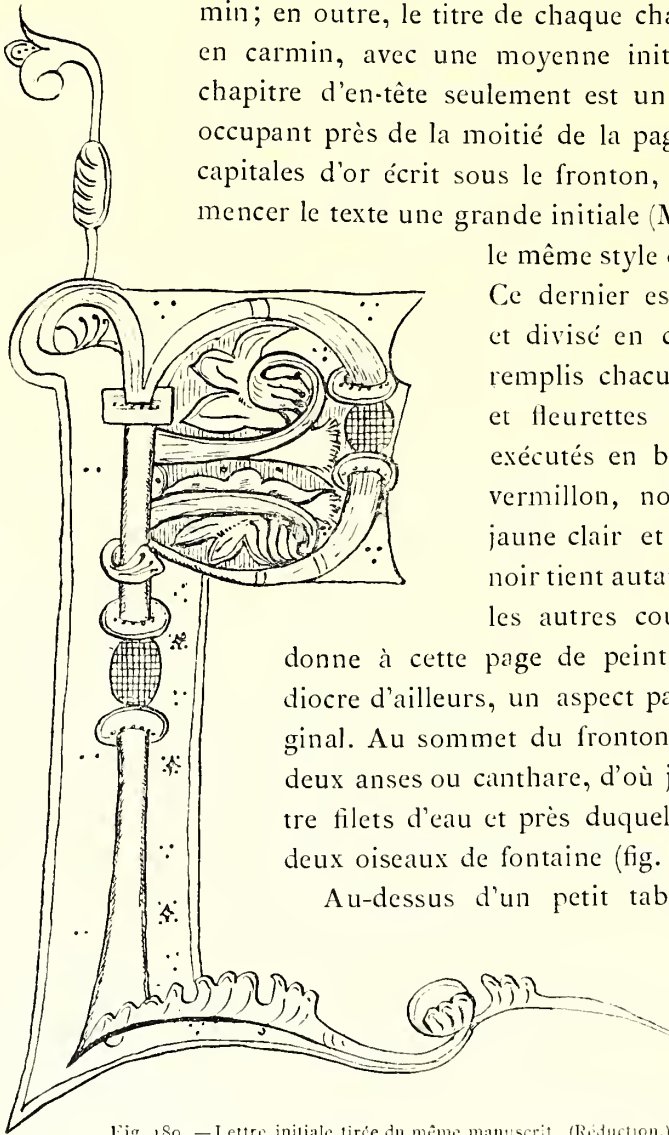 min; en outre, le titre de chaque cha
en carmin, avec une moyenne init
chapitre d'en-tête seulement est un
occupant près de la moitié de la pag
capitales d'or écrit sous le fronton,
mencer le texte une grande initiale (M
le même style
Ce dernier es
et divisé en c
remplis chacu
et fleurettes
exécutés en b
vermillon, no
jaune clair et
noir tient auta
les autres cou
donne à cette page de peint
diocre d'ailleurs, un aspect pa
ginal. Au sommet du fronton
deux anses ou canthare, d'où j
tre filets d'eau et près duquel
deux oiseaux de fontaine (fig.
Au-dessus d'un petit tab
Fig. 180. — Lettre initiale tirée du même manuscrit. (Réduction.)